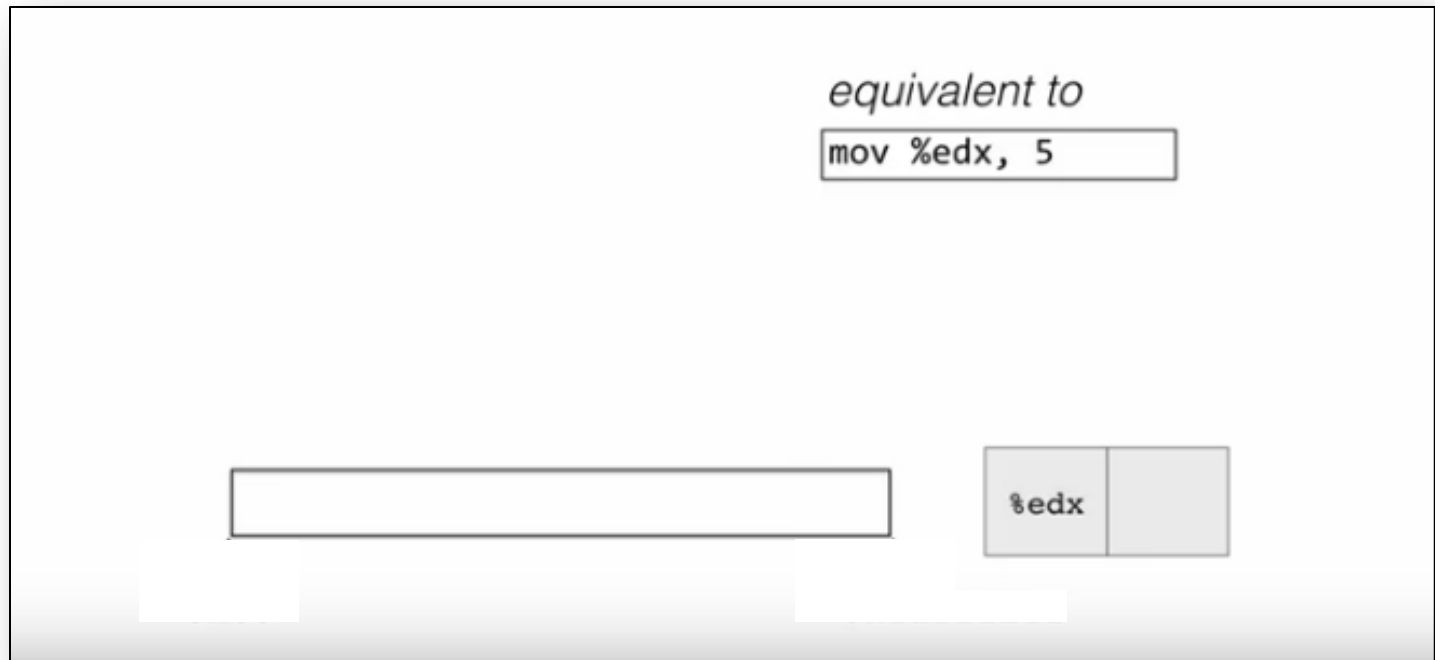 equivalent to
mov %edx, 5
%edx